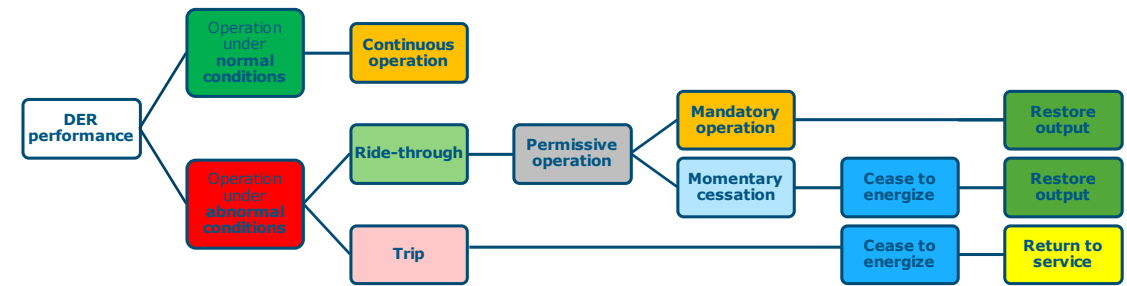 Operation
under
normal
conditions
Continuous
operation
DER
performance
Mandatory
operation
Restore
output
Ride-through
Permissive
operation
Operation
under
abnormal
conditions
Momentary
cessation
Cease to
energize
Restore
output
Trip
Cease to
energize
Return to
service